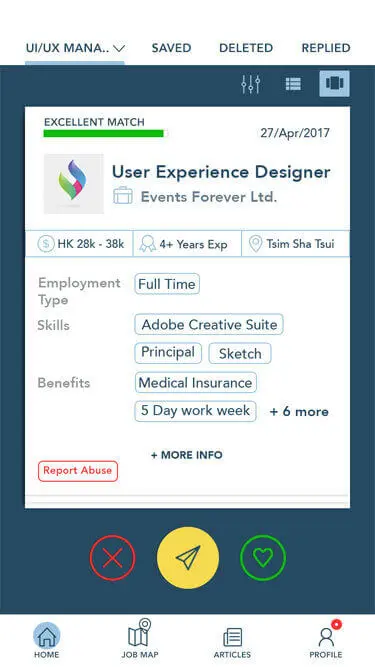 UI/UX MANA.. SAVED DELETED REPLIED
EXCELLENT MATCH
27/Apr/2017
User Experience Designer
Events Forever Ltd.
$ HK 28k - 38k 4+ Years Exp Tsim Sha Tsui
Employment Full Time
Type
Skills Adobe Creative Suite
Principal Sketch
Benefits Medical Insurance
5 Day work week + 6 more
+ MORE INFO
Report Abuse
HOME JOB MAP ARTICLES PROFILE